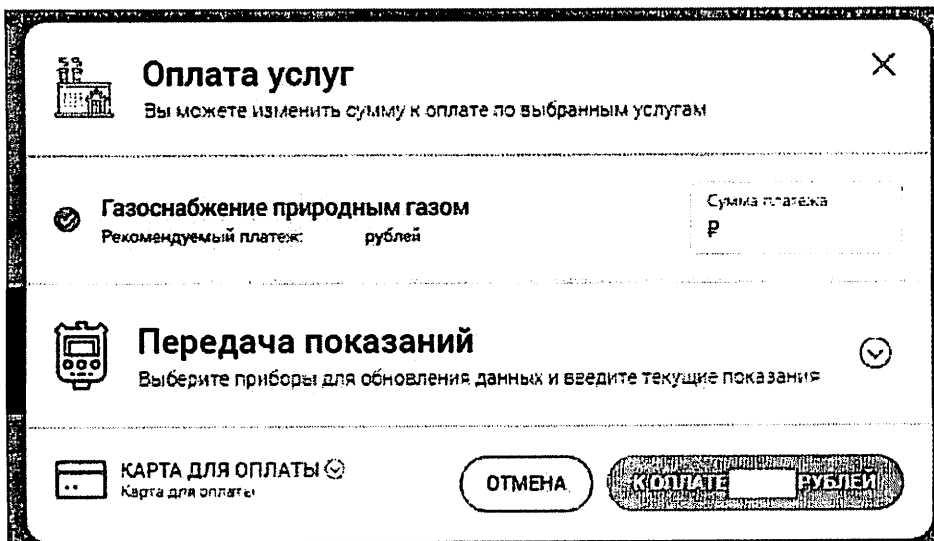 Оплата услуг
Вы можете изменить сумму к оплате по выбранным услугам
Газоснабжение природным газом
Рекомендуемый платеж: рублей
Сумма платежа
₽
Передача показаний
Выберите приборы для обновления данных и введите текущие показания
КАРТА ДЛЯ ОПЛАТЫ
Карта для оплаты
ОТМЕНА
К ОПЛАТЕ РУБЛЕЙ